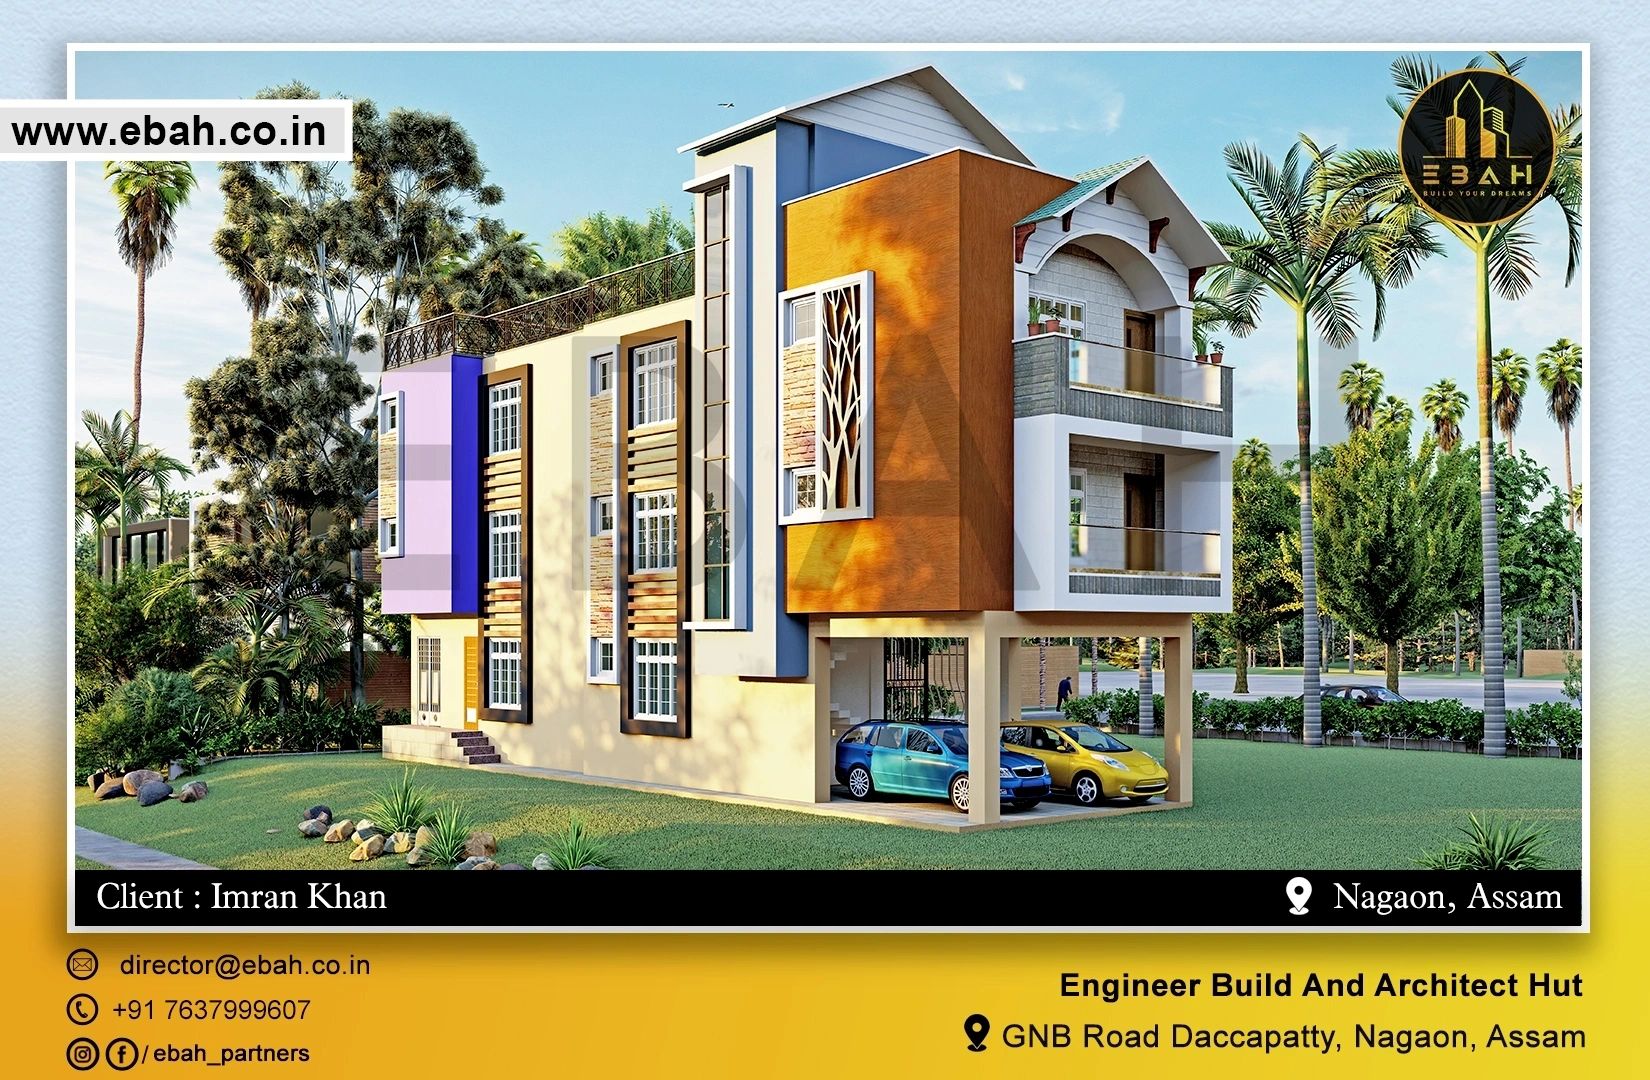 www.ebah.co.in
EBAH
BUILD YOUR DREAMS
EBAH
Client : Imran Khan
Nagaon, Assam
director@ebah.co.in
+91 7637999607
/ ebah_partners
Engineer Build And Architect Hut
GNB Road Daccapatty, Nagaon, Assam